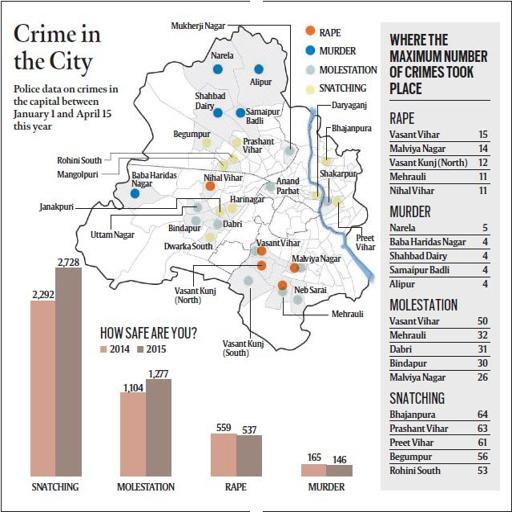 Crime in
the City
Police data on crimes in
the capital between
January 1 and April 15
this year
RAPE
MURDER
MOLESTATION
SNATCHING
Mukherji Nagar
Narela
Alipur
Shahbad
Dairy
Samaipur
Badli
Daryaganj
Bhajanpura
Begumpur
Prashant
Vihar
Rohini South
Mangolpuri
Baba Haridas
Nagar
Nihal Vihar
Anand
Parbat
Shakarpur
Janakpuri
Harinagar
Uttam Nagar
Bindapur
Dabri
Dwarka South
Vasant Vihar
Preet
Vihar
Malviya Nagar
Vasant Kunj
(North)
Neb Sarai
Mehrauli
Vasant Kunj
(South)
HOW SAFE ARE YOU?
2014 2015
2,292 2,728
1,104 1,277
559 537
165 146
SNATCHING MOLESTATION RAPE MURDER
WHERE THE
MAXIMUM NUMBER
OF CRIMES TOOK
PLACE
RAPE
Vasant Vihar 15
Malviya Nagar 14
Vasant Kunj (North) 12
Mehrauli 11
Nihal Vihar 11
MURDER
Narela 5
Baba Haridas Nagar 4
Shahbad Dairy 4
Samaipur Badli 4
Alipur 4
MOLESTATION
Vasant Vihar 50
Mehrauli 32
Dabri 31
Bindapur 30
Malviya Nagar 26
SNATCHING
Bhajanpura 64
Prashant Vihar 63
Preet Vihar 61
Begumpur 56
Rohini South 53